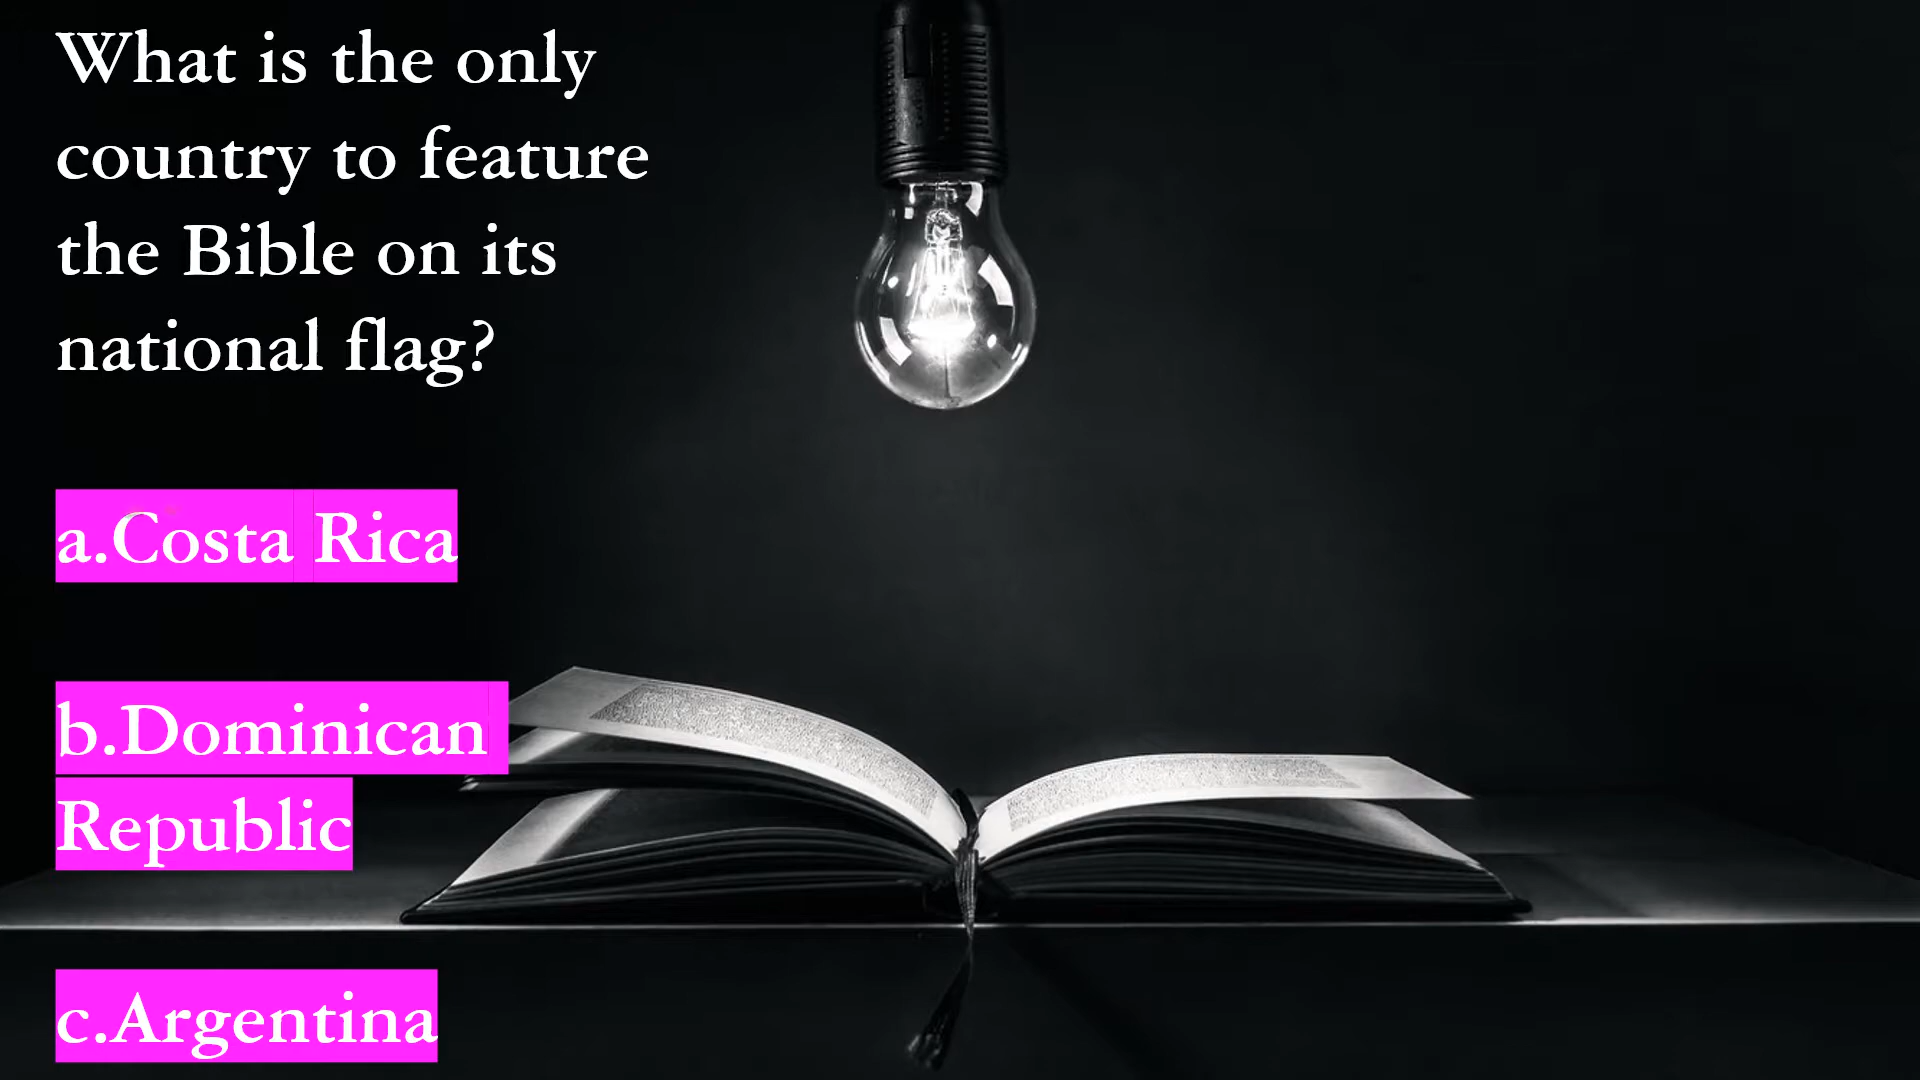 What is the only
country to feature
the Bible on its
national flag?
a.Costa Rica
b.Dominican
Republic
c.Argentina